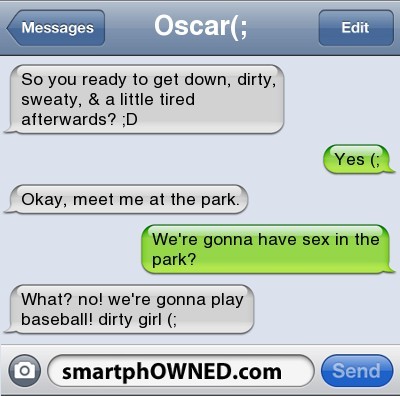 Messages
Oscar(;
Edit
So you ready to get down, dirty,
sweaty, & a little tired
afterwards? ;D
Yes (;
Okay, meet me at the park.
We're gonna have sex in the
park?
What? no! we're gonna play
baseball! dirty girl (;
smartphOWNED.com
Send